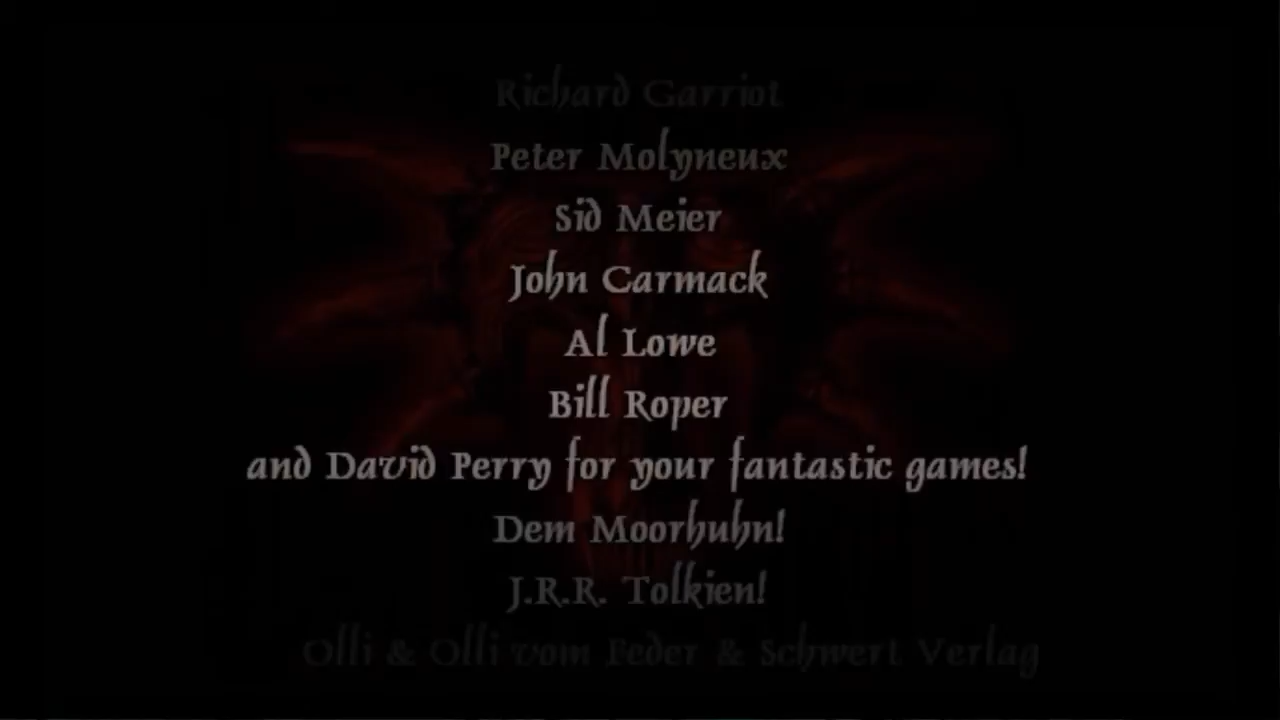 Richard Garriot
Peter Molyneux
Sid Meier
John Carmack
Al Lowe
Bill Roper
and David Perry for your fantastic games!
Dem Moorhuhn!
J.R.R. Tolkien!
Olli & Olli vom Feder & Schwert Verlag